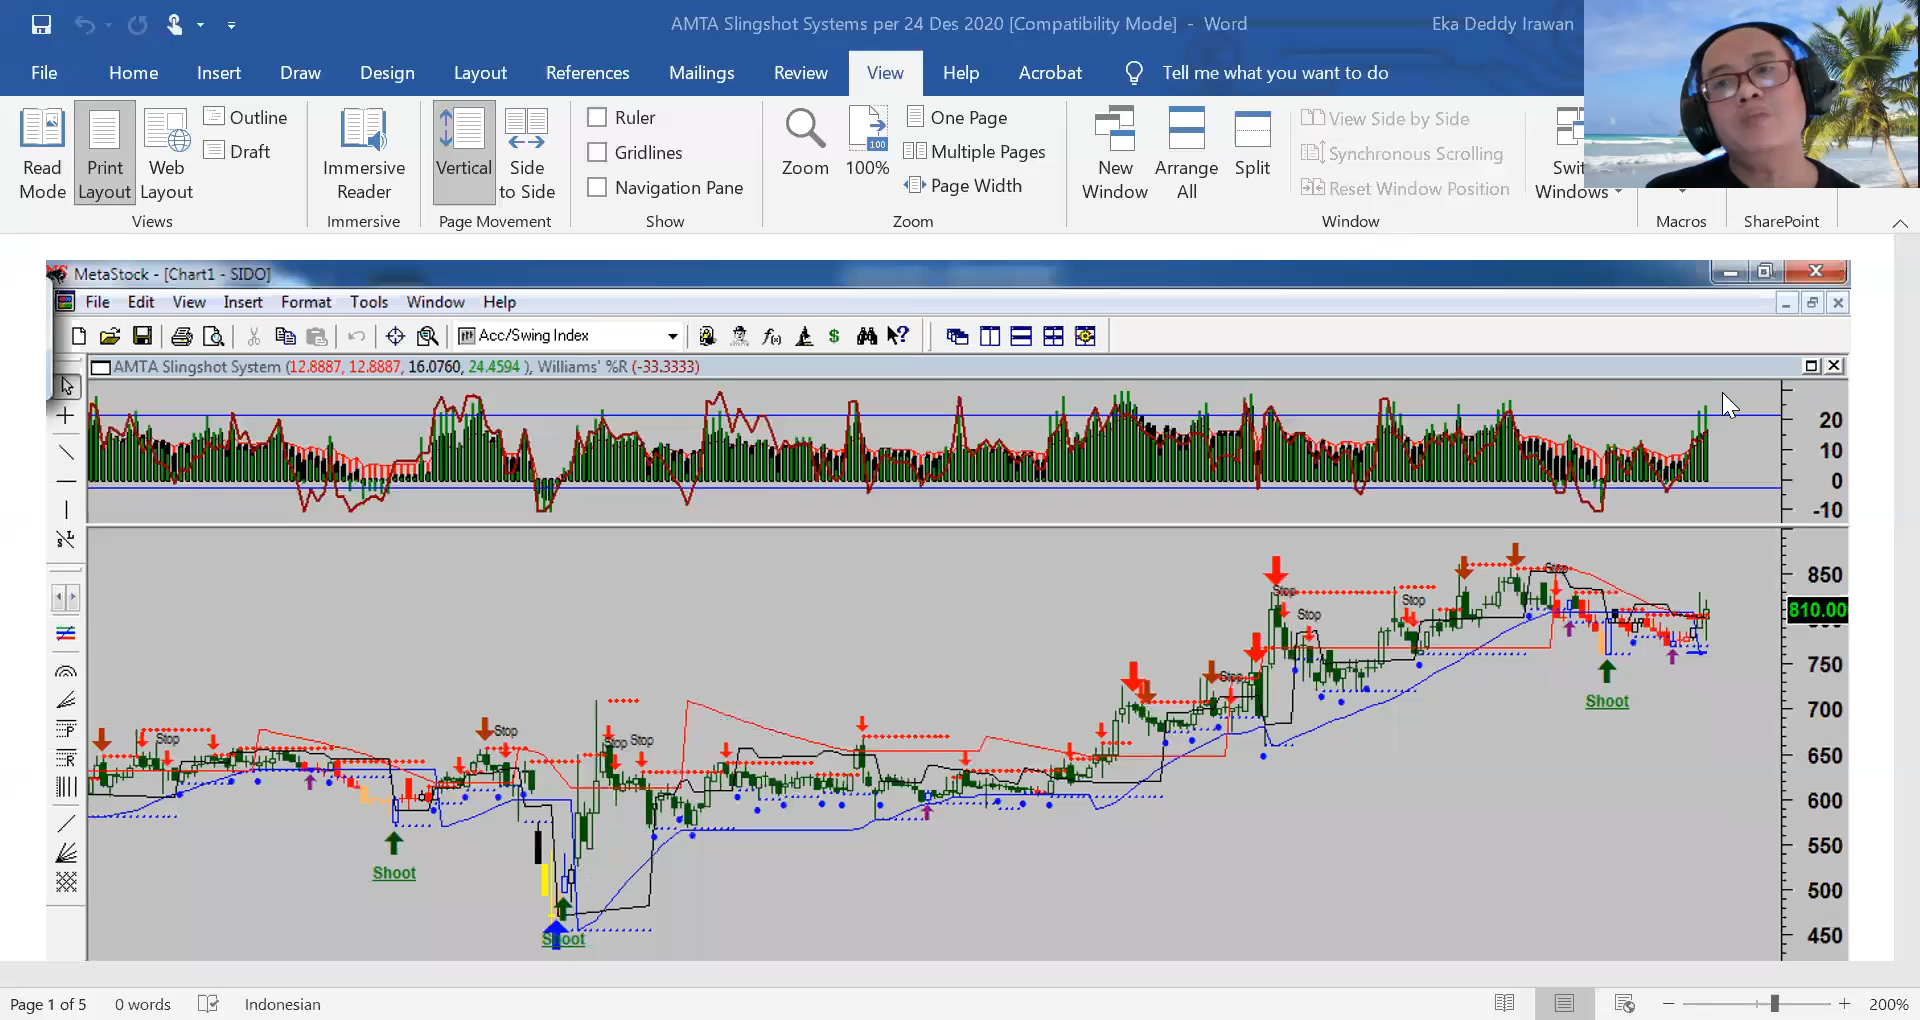 AMTA Slingshot Systems per 24 Des 2020 [Compatibility Mode] - Word
Eka Deddy Irawan
File Home Insert Draw Design Layout References Mailings Review View Help Acrobat Tell me what you want to do
Read Mode
Print Layout
Web Layout
Outline
Draft
Views
Immersive Reader
Immersive
Vertical
Side to Side
Page Movement
Ruler
Gridlines
Navigation Pane
Show
Zoom
100
100%
One Page
Multiple Pages
Page Width
Zoom
New Window
Arrange All
Split
View Side by Side
Synchronous Scrolling
Reset Window Position
Swit
Windows
Window
Macros
SharePoint
MetaStock - [Chart1 - SIDO]
File Edit View Insert Format Tools Window Help
Acc/Swing Index
AMTA Slingshot System (12.8887, 12.8887, 16.0760, 24.4594 ), Williams' %R (-33.3333)
20
10
0
-10
Stop
Stop
Stop
Stop
Stop
Stop
Stop
Stop
Stop
Shoot
Shoot
Shoot
850
810.00
750
700
650
600
550
500
450
Page 1 of 5 0 words Indonesian 200%